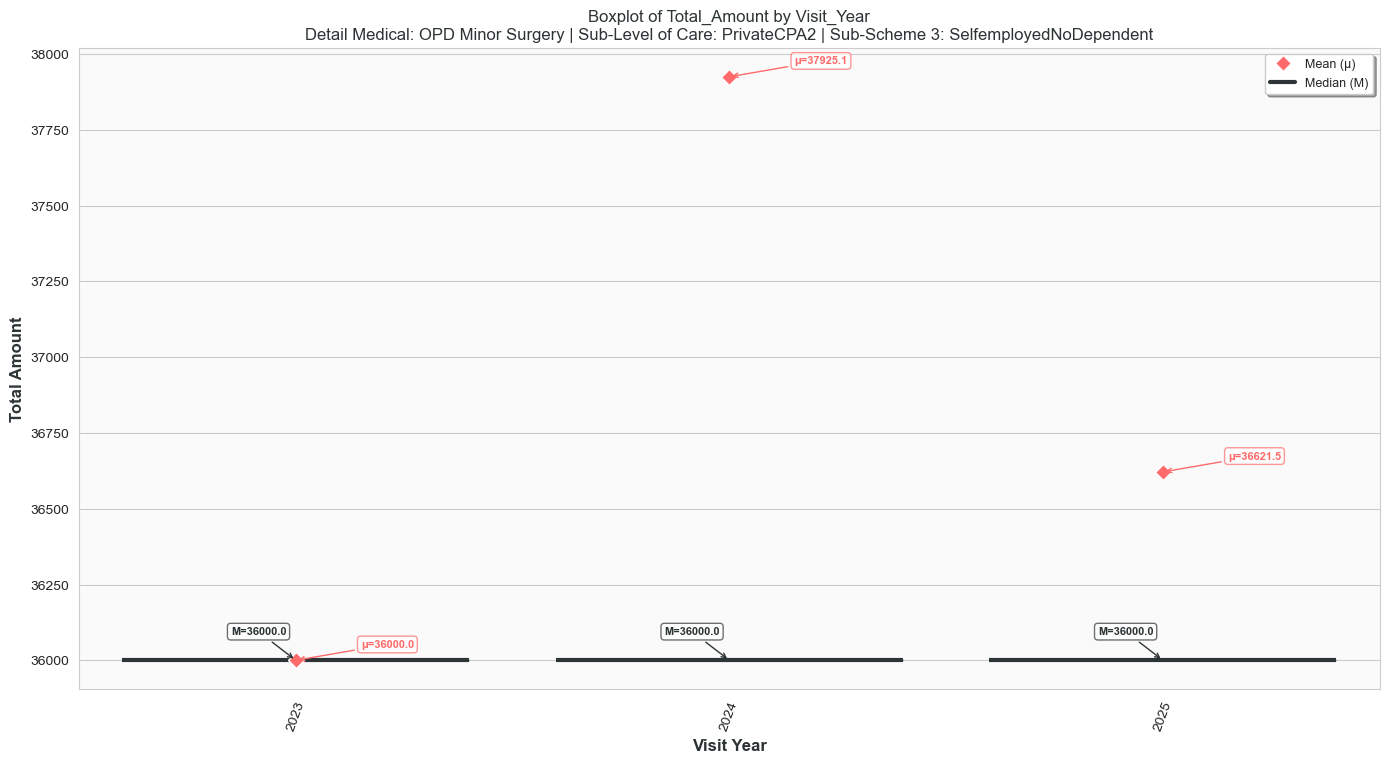 Boxplot of Total_Amount by Visit_Year
Detail Medical: OPD Minor Surgery | Sub-Level of Care: PrivateCPA2 | Sub-Scheme 3: SelfemployedNoDependent
Mean (μ)
Median (M)
Total Amount
38000
37750
37500
37250
37000
36750
36500
36250
36000
μ=37925.1
μ=36621.5
M=36000.0
μ=36000.0
M=36000.0
M=36000.0
2023
2024
2025
Visit Year